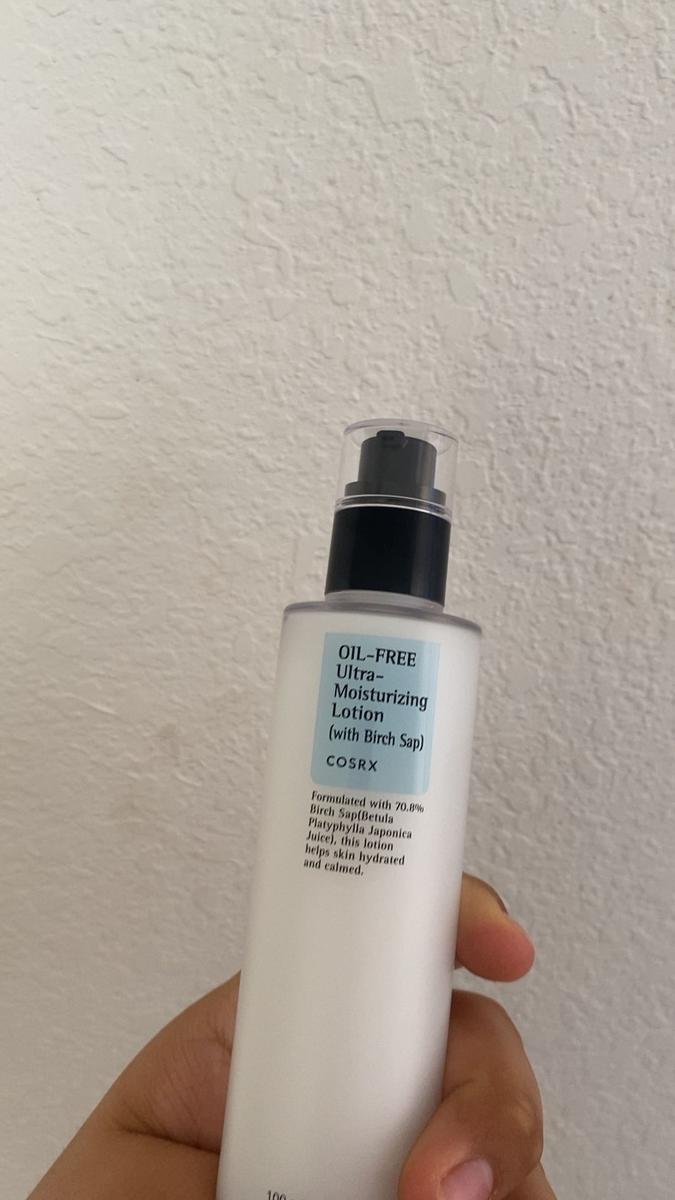 OIL-FREE
Ultra-
Moisturizing
Lotion
(with Birch Sap)
COSRX
Formulated with 70.8%
Birch Sap(Betula
Platyphylla Japonica
Juice), this lotion
helps skin hydrated
and calmed.
100